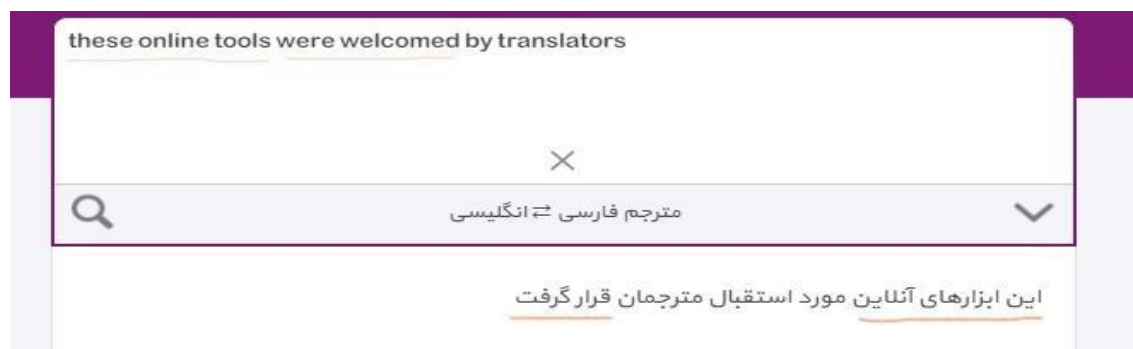 these online tools were welcomed by translators
مترجم فارسی ⇄ انگلیسی
این ابزارهای آنلاین مورد استقبال مترجمان قرار گرفت